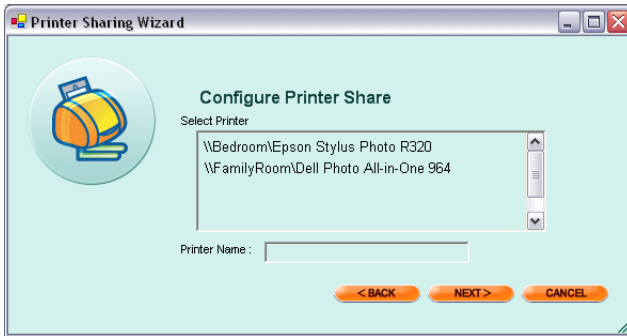 Printer Sharing Wizard
Configure Printer Share
Select Printer
\\Bedroom\Epson Stylus Photo R320
\\FamilyRoom\Dell Photo All-in-One 964
Printer Name :
< BACK NEXT > CANCEL